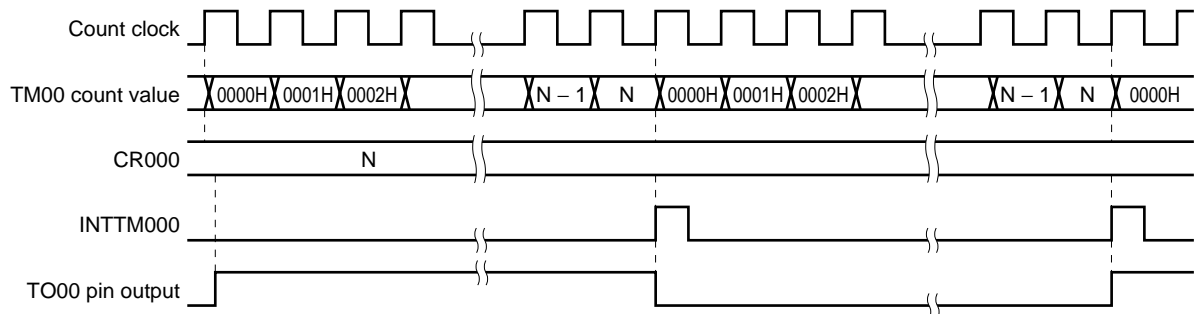 Count clock
TM00 count value 0000H 0001H 0002H N – 1 N 0000H 0001H 0002H N – 1 N 0000H
CR000 N
INTTM000
TO00 pin output